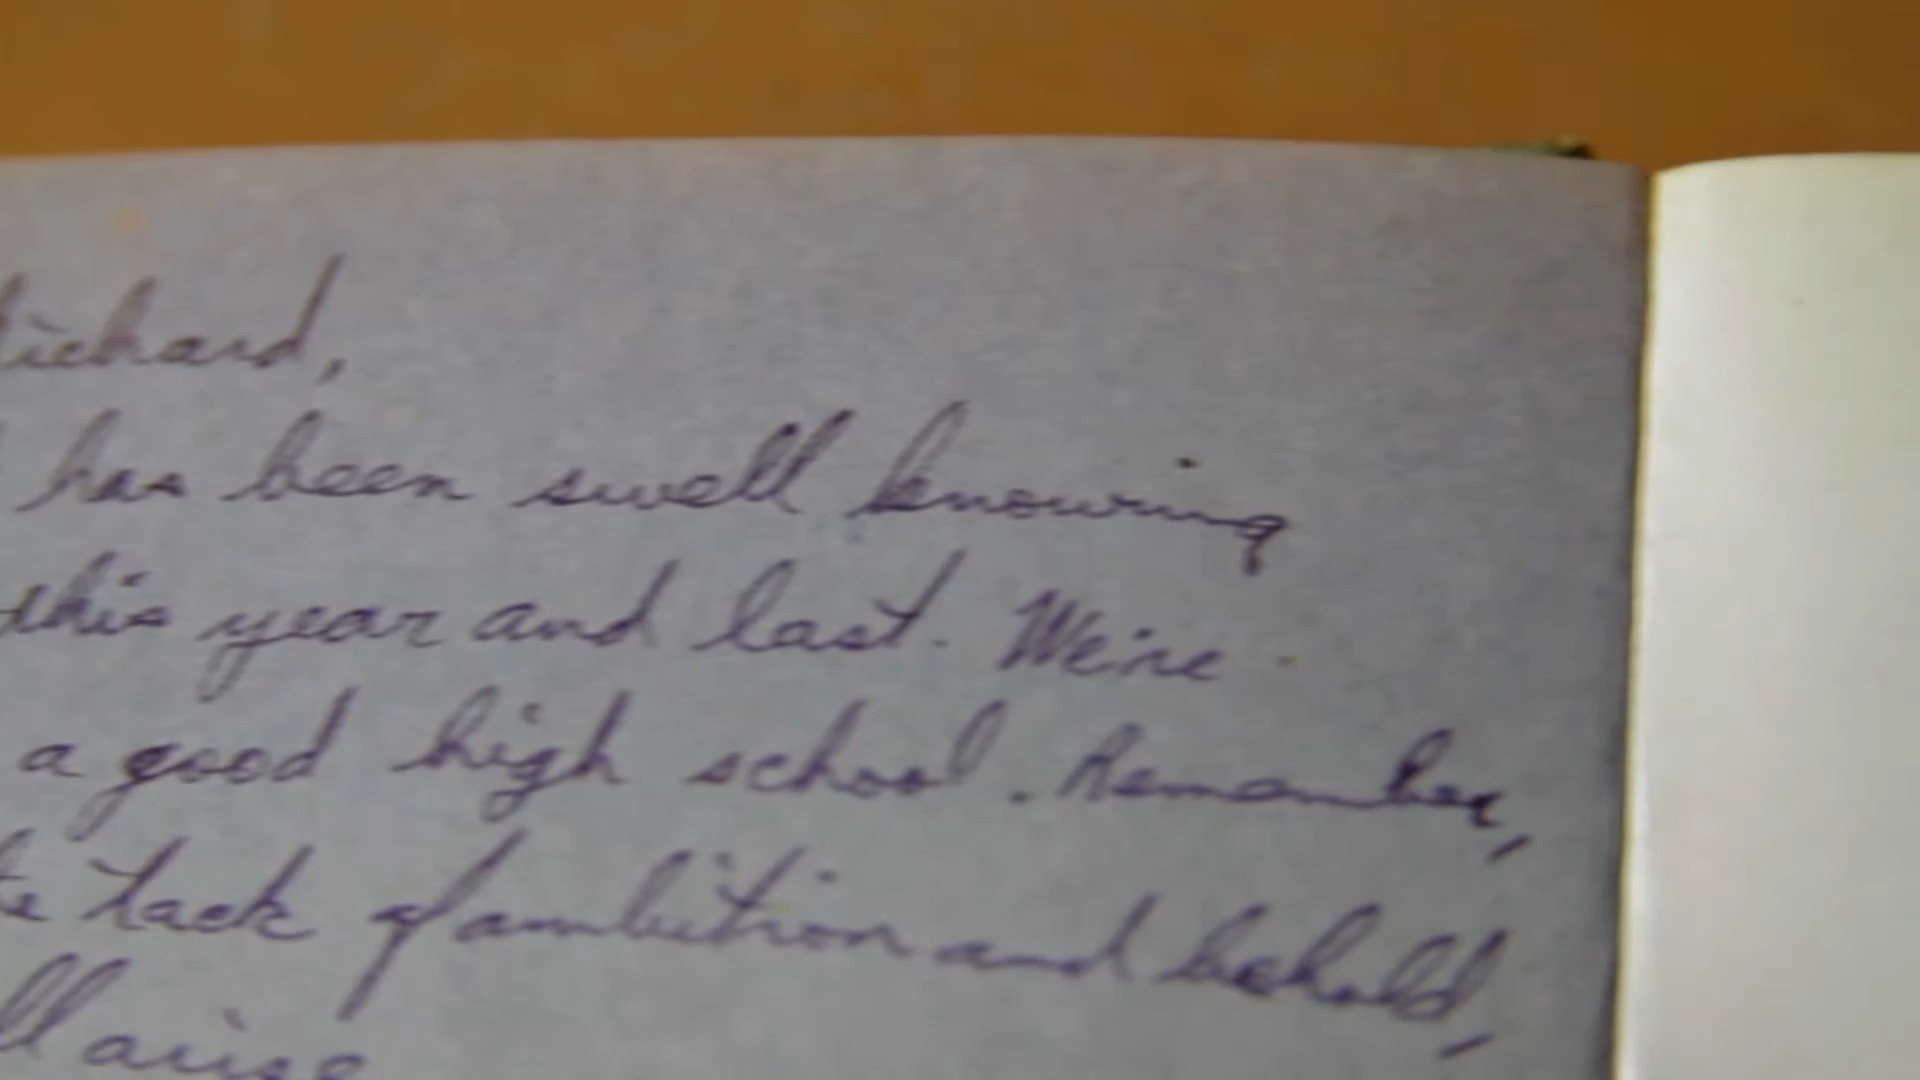 Richard,
has been swell knowing
this year and last. We're
a good high school. Remember,
lack of ambition and behold,
arise